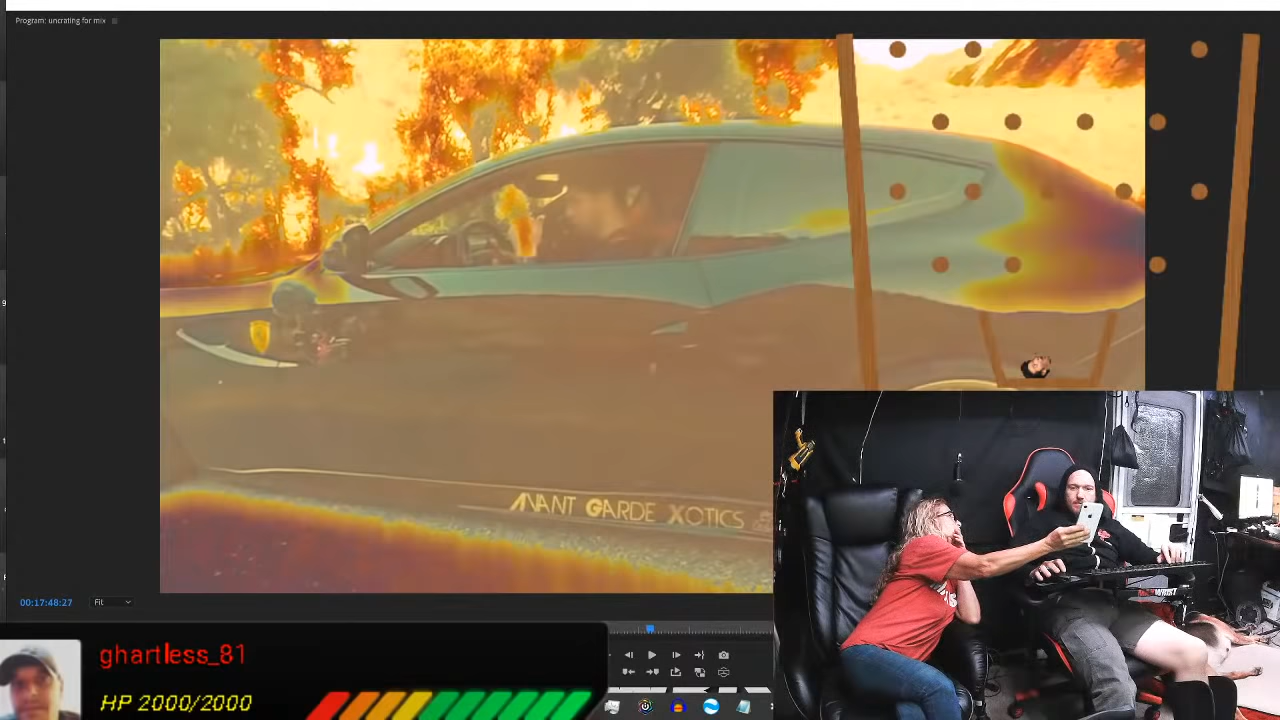 Program: uncrating for mix
AVANT GARDE XOTICS
00:17:48:27
Fit
ghartless_81
HP 2000/2000